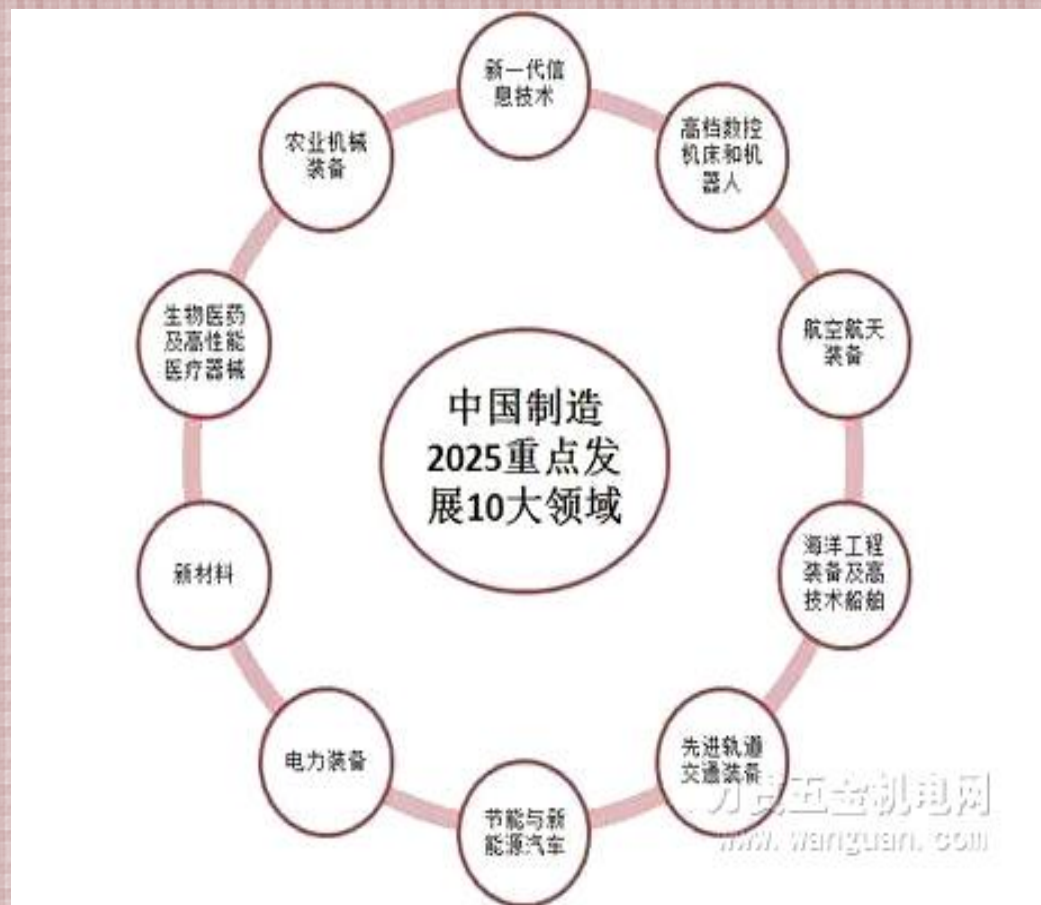 新一代信
息技术
高档数控
机床和机
器人
航空航天
装备
海洋工程
装备及高
技术船舶
先进轨道
交通装备
节能与新
能源汽车
电力装备
新材料
生物医药
及高性能
医疗器械
农业机械
装备
中国制造
2025重点发
展10大领域
五金机电网
www.wanguan.com